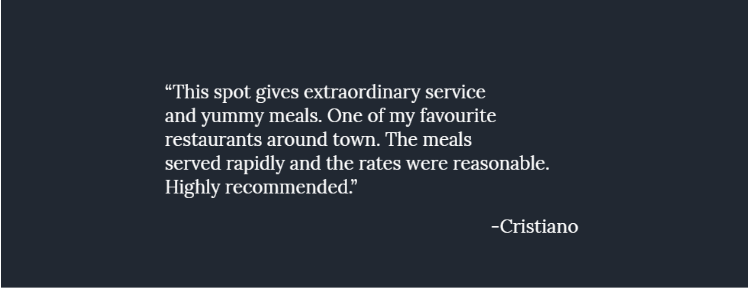 “This spot gives extraordinary service
and yummy meals. One of my favourite
restaurants around town. The meals
served rapidly and the rates were reasonable.
Highly recommended.”
-Cristiano